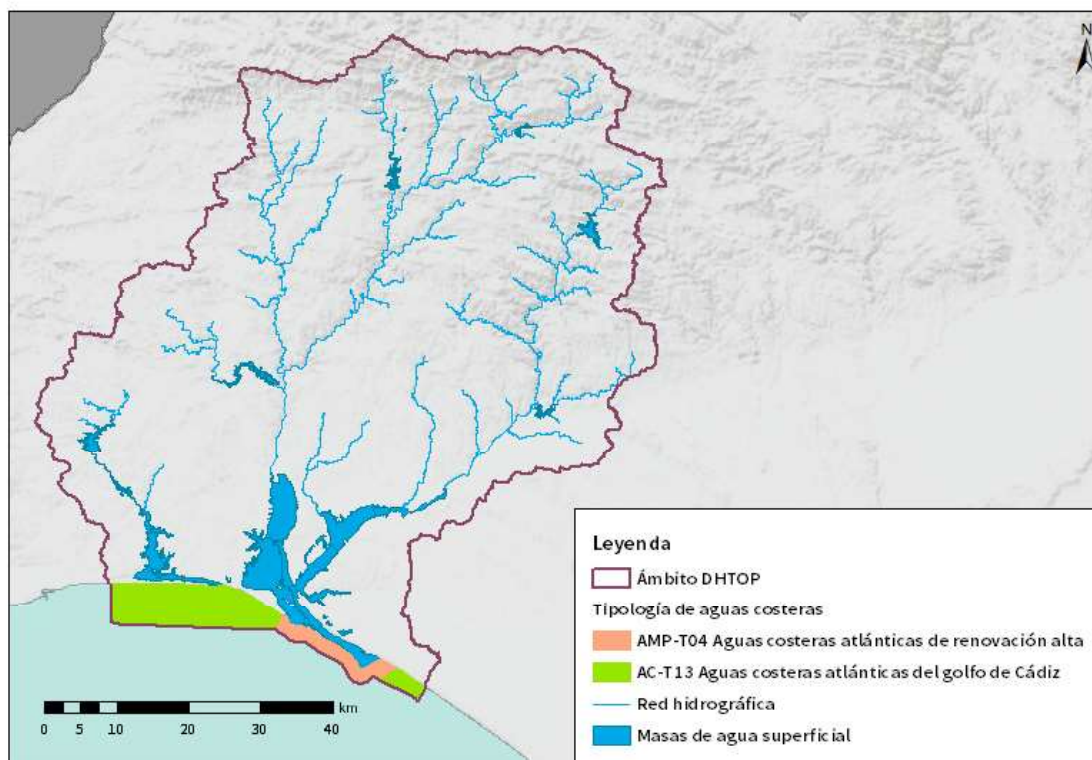 N
Leyenda
Ámbito DHTOP
Tipología de aguas costeras
AMP-T04 Aguas costeras atlánticas de renovación alta
AC-T13 Aguas costeras atlánticas del golfo de Cádiz
Red hidrográfica
Masas de agua superficial
km
0 5 10 20 30 40